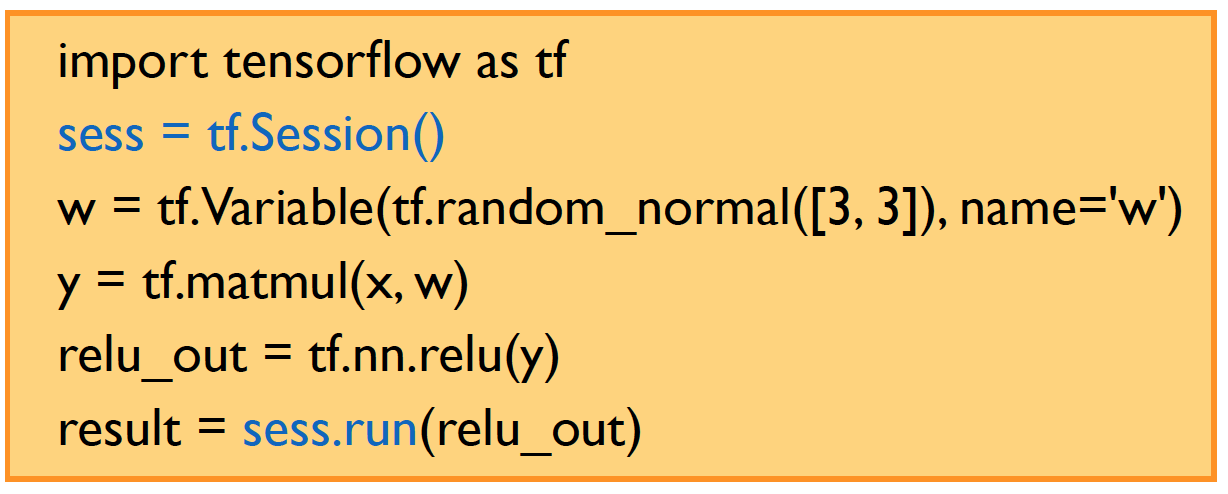 import tensorflow as tf
sess = tf.Session()
w = tf.Variable(tf.random_normal([3, 3]), name='w')
y = tf.matmul(x, w)
relu_out = tf.nn.relu(y)
result = sess.run(relu_out)